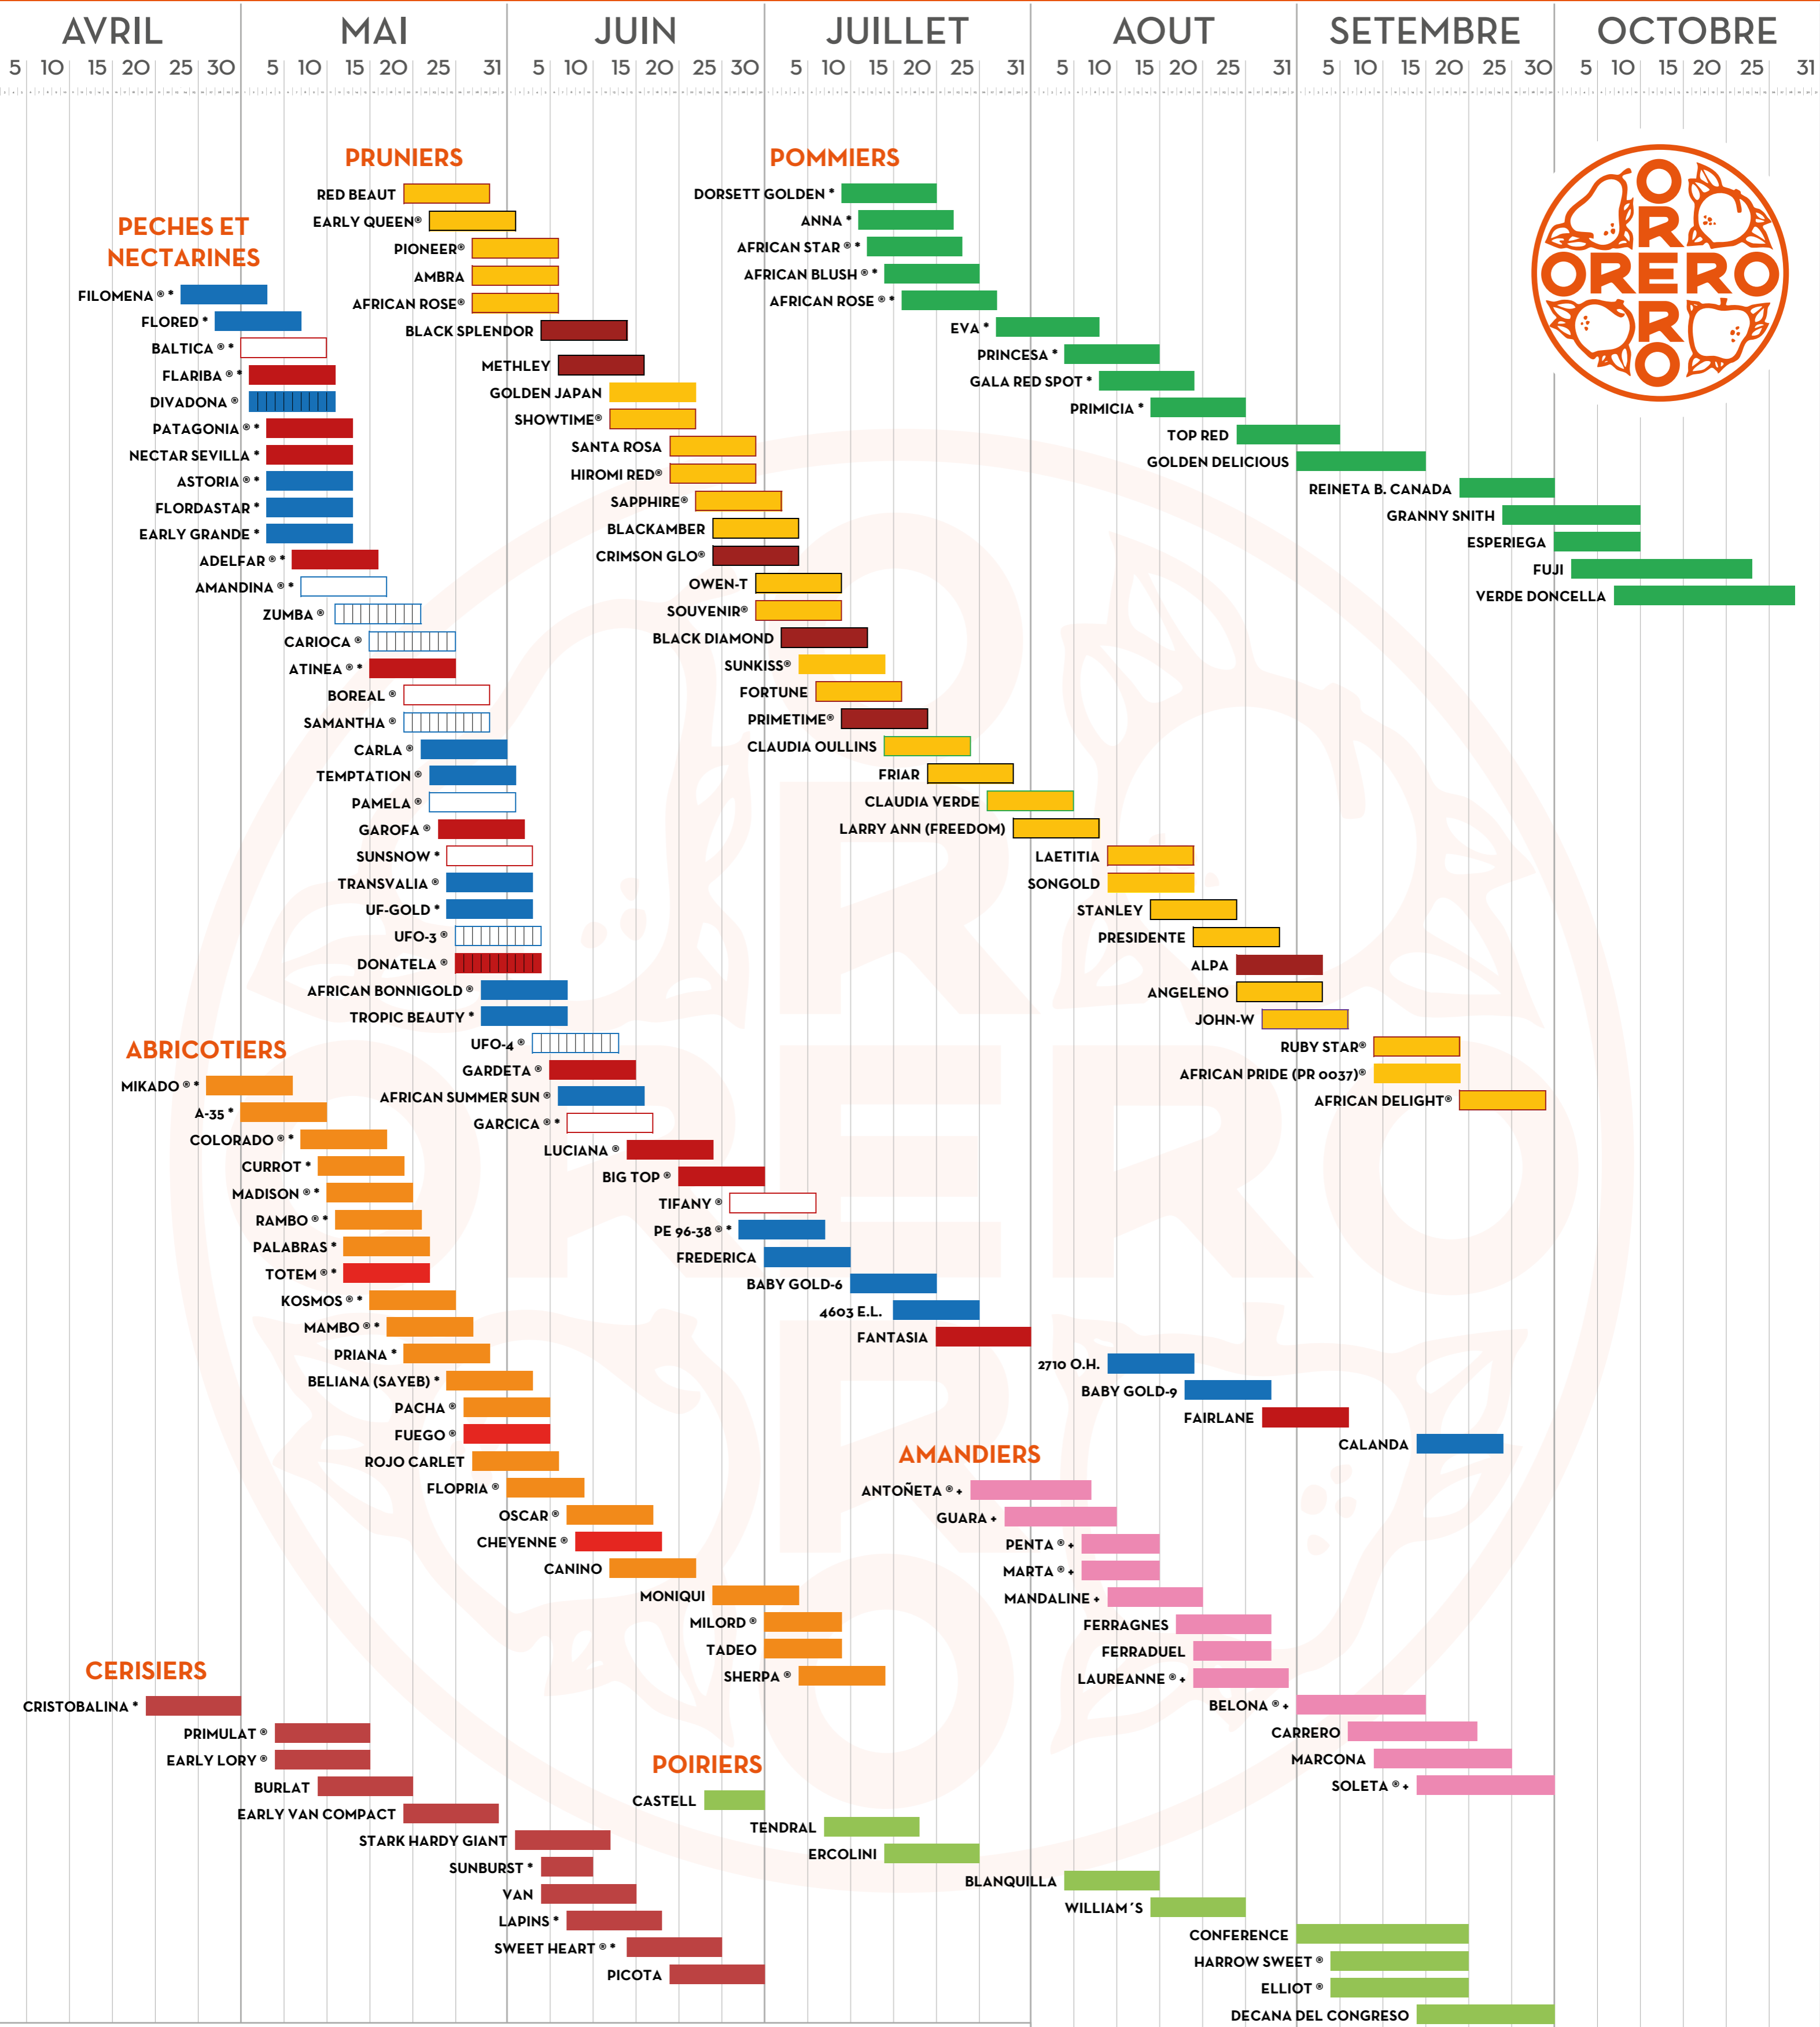 AVRIL MAI JUIN JUILLET AOUT SETEMBRE OCTOBRE
5 10 15 20 25 30 5 10 15 20 25 31 5 10 15 20 25 30 5 10 15 20 25 31 5 10 15 20 25 31 5 10 15 20 25 30 5 10 15 20 25 31
PRUNIERS
RED BEAUT
EARLY QUEEN®
PIONEER®
AMBRA
AFRICAN ROSE®
BLACK SPLENDOR
METHLEY
GOLDEN JAPAN
SHOWTIME®
SANTA ROSA
HIROMI RED®
SAPPHIRE®
BLACKAMBER
CRIMSON GLO®
OWEN-T
SOUVENIR®
BLACK DIAMOND
SUNKISS®
FORTUNE
PRIMETIME®
CLAUDIA OULLINS
FRIAR
CLAUDIA VERDE
LARRY ANN (FREEDOM)
LAETITIA
SONGOLD
STANLEY
PRESIDENTE
ALPA
ANGELENO
JOHN-W
RUBY STAR®
AFRICAN PRIDE (PR 0037)®
AFRICAN DELIGHT®
POMMIERS
DORSETT GOLDEN *
ANNA *
AFRICAN STAR ® *
AFRICAN BLUSH ® *
AFRICAN ROSE ® *
EVA *
PRINCESA *
GALA RED SPOT *
PRIMICIA *
TOP RED
GOLDEN DELICIOUS
REINETA B. CANADA
GRANNY SNITH
ESPERIEGA
FUJI
VERDE DONCELLA
ORERO
ORERO
PECHES ET
NECTARINES
FILOMENA ® *
FLORED *
BALTICA ® *
FLARIBA ® *
DIVADONA ®
PATAGONIA ® *
NECTAR SEVILLA *
ASTORIA ® *
FLORDASTAR *
EARLY GRANDE *
ADELFAR ® *
AMANDINA ® *
ZUMBA ®
CARIOCA ®
ATINEA ® *
BOREAL ®
SAMANTHA ®
CARLA ®
TEMPTATION ®
PAMELA ®
GAROFA ®
SUNSNOW *
TRANSVALIA ®
UF-GOLD *
UFO-3 ®
DONATELA ®
AFRICAN BONNIGOLD ®
TROPIC BEAUTY *
UFO-4 ®
GARDETA ®
AFRICAN SUMMER SUN ®
GARCICA ® *
LUCIANA ®
BIG TOP ®
TIFANY ®
PE 96-38 ® *
FREDERICA
BABY GOLD-6
4603 E.L.
FANTASIA
2710 O.H.
BABY GOLD-9
FAIRLANE
CALANDA
ABRICOTIERS
MIKADO ® *
A-35 *
COLORADO ® *
CURROT *
MADISON ® *
RAMBO ® *
PALABRAS *
TOTEM ® *
KOSMOS ® *
MAMBO ® *
PRIANA *
BELIANA (SAYEB) *
PACHA ®
FUEGO ®
ROJO CARLET
FLOPRIA ®
OSCAR ®
CHEYENNE ®
CANINO
MONIQUI
MILORD ®
TADEO
SHERPA ®
AMANDIERS
ANTOÑETA ® +
GUARA +
PENTA ® +
MARTA ® +
MANDALINE +
FERRAGNES
FERRADUEL
LAUREANNE ® +
BELONA ® +
CARRERO
MARCONA
SOLETA ® +
CERISIERS
CRISTOBALINA *
PRIMULAT ®
EARLY LORY ®
BURLAT
EARLY VAN COMPACT
STARK HARDY GIANT
SUNBURST *
VAN
LAPINS *
SWEET HEART ® *
PICOTA
POIRIERS
CASTELL
TENDRAL
ERCOLINI
BLANQUILLA
WILLIAM´S
CONFERENCE
HARROW SWEET ®
ELLIOT ®
DECANA DEL CONGRESO